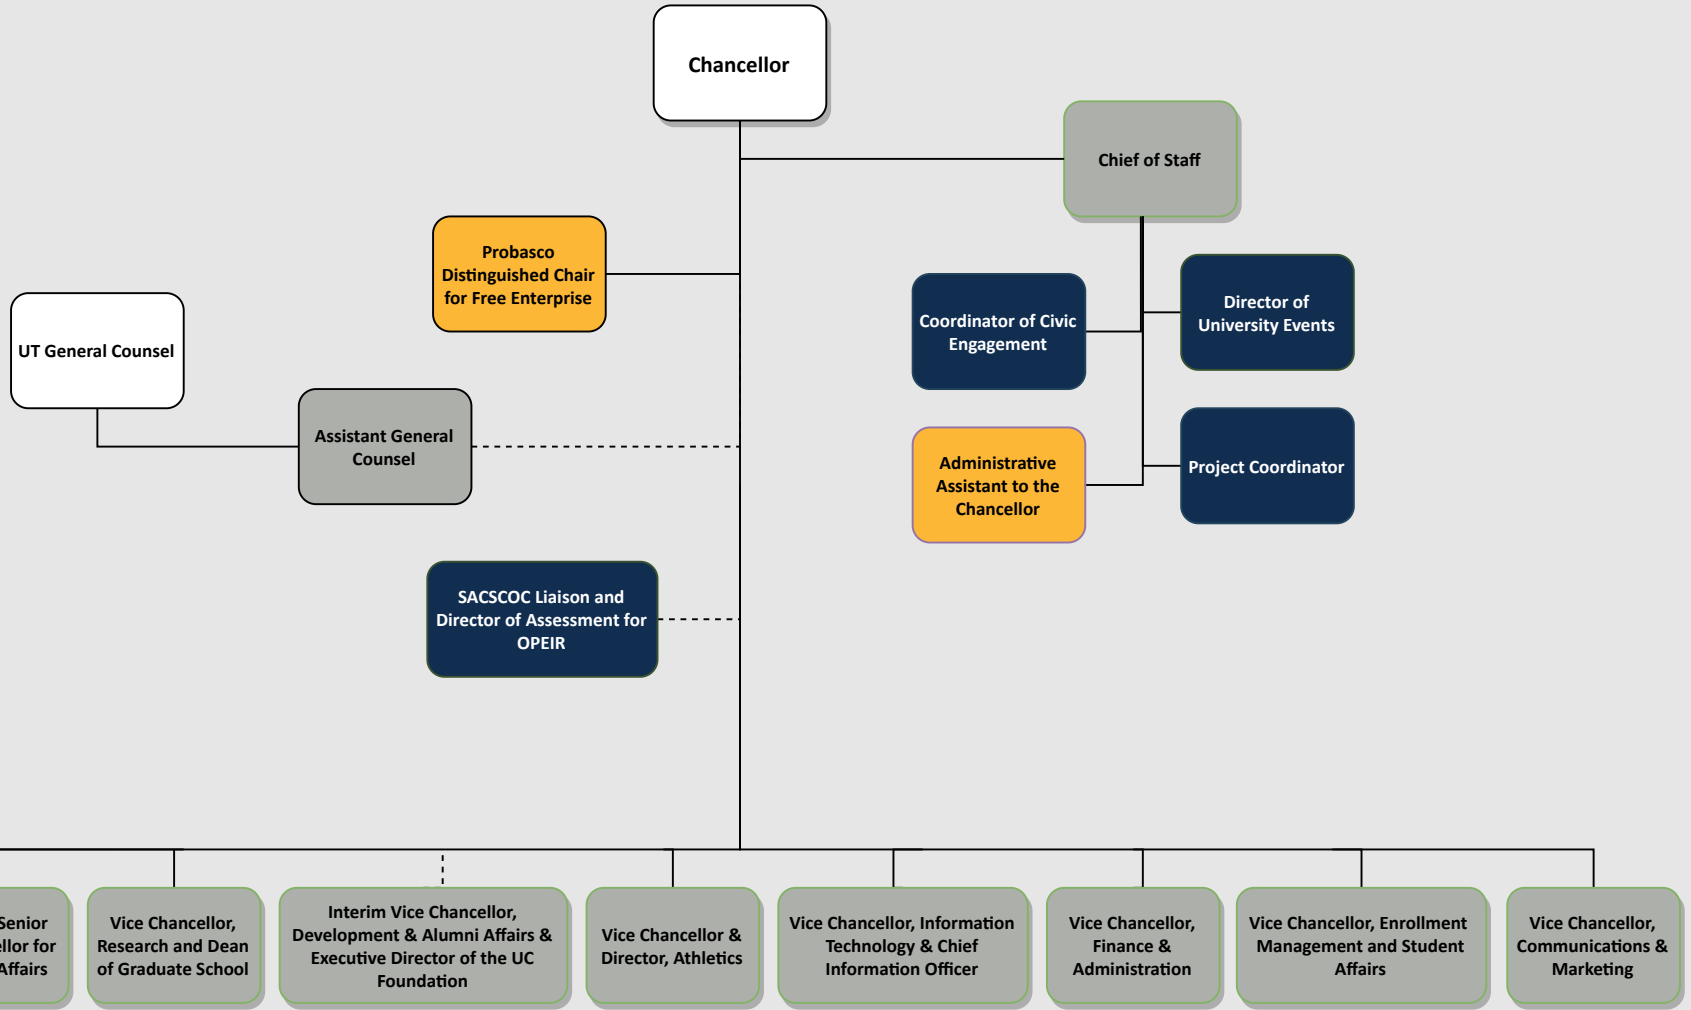 Chancellor
Chief of Staff
Probasco
Distinguished Chair
for Free Enterprise
UT General Counsel
Coordinator of Civic
Engagement
Director of
University Events
Assistant General
Counsel
Administrative
Assistant to the
Chancellor
Project Coordinator
SACSCOC Liaison and
Director of Assessment for
OPEIR
Senior
ellor for
Affairs
Vice Chancellor,
Research and Dean
of Graduate School
Interim Vice Chancellor,
Development & Alumni Affairs &
Executive Director of the UC
Foundation
Vice Chancellor &
Director, Athletics
Vice Chancellor, Information
Technology & Chief
Information Officer
Vice Chancellor,
Finance &
Administration
Vice Chancellor, Enrollment
Management and Student
Affairs
Vice Chancellor,
Communications &
Marketing